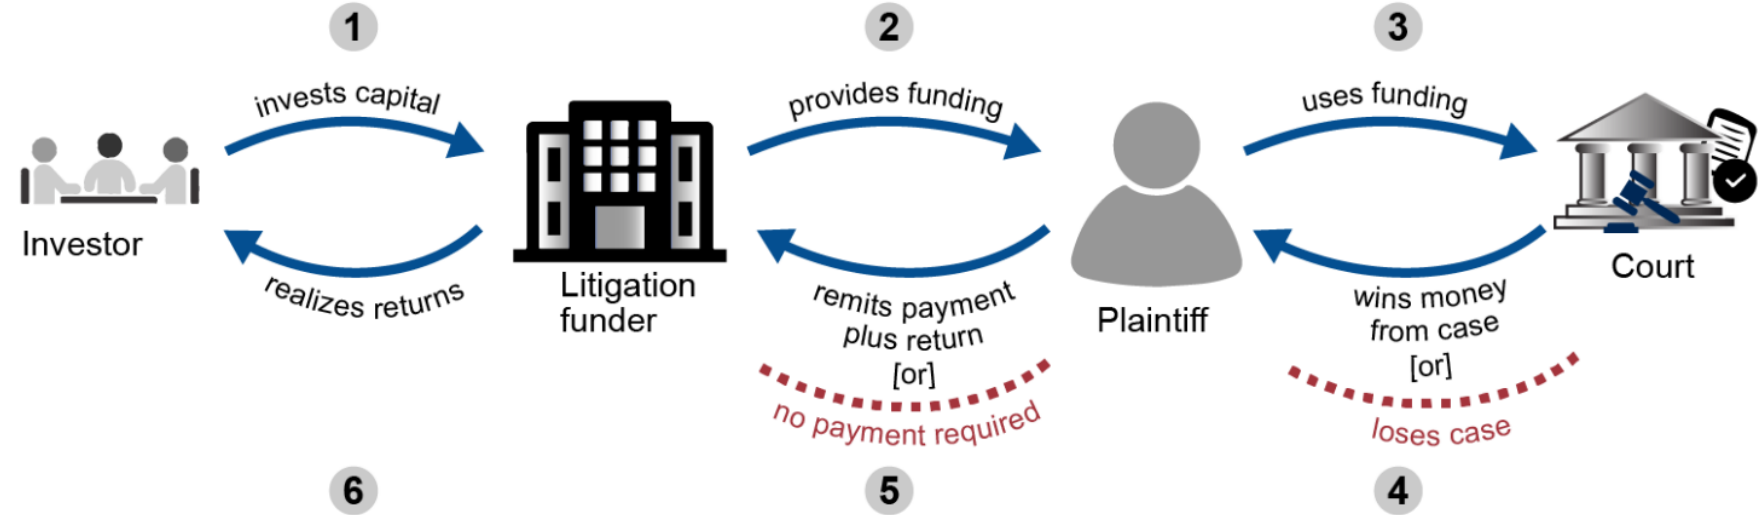 1
2
3
invests capital
provides funding
uses funding
Investor
Litigation
funder
Plaintiff
Court
realizes returns
remits payment
plus return
[or]
no payment required
wins money
from case
[or]
loses case
6
5
4